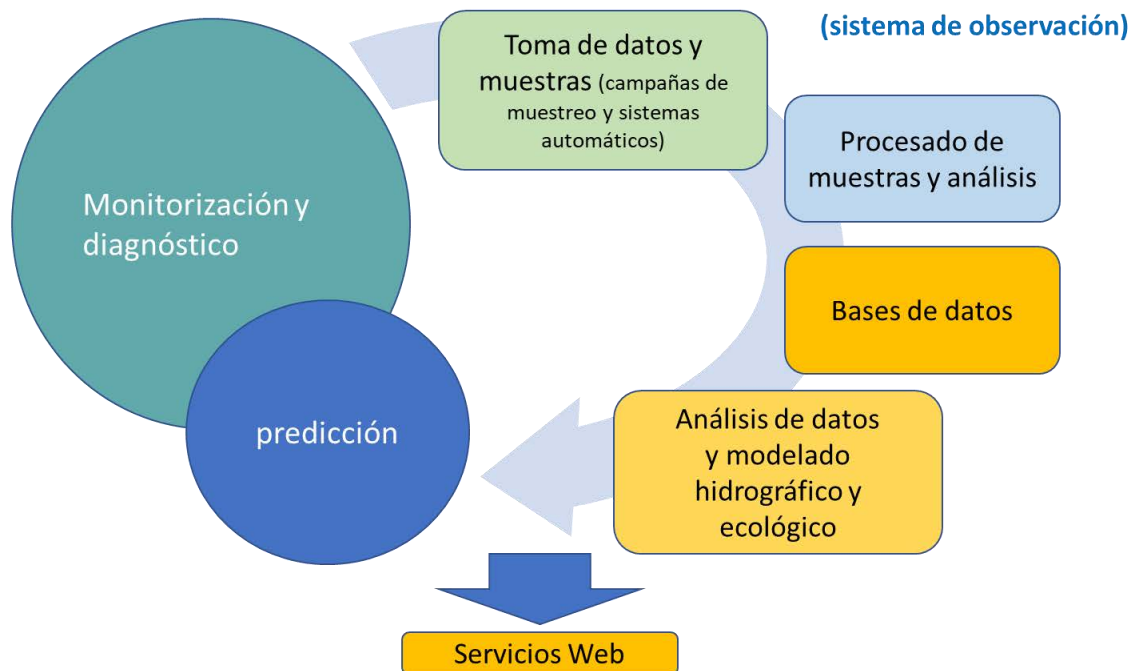 (sistema de observación)
Toma de datos y
muestras (campañas de
muestreo y sistemas
automáticos)
Procesado de
muestras y análisis
Monitorización y
diagnóstico
Bases de datos
Análisis de datos
y modelado
hidrográfico y
ecológico
predicción
Servicios Web